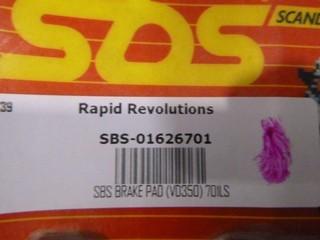 SBS
SCAND
39
Rapid Revolutions
SBS-01626701
SBS BRAKE PAD (VD350) 701LS